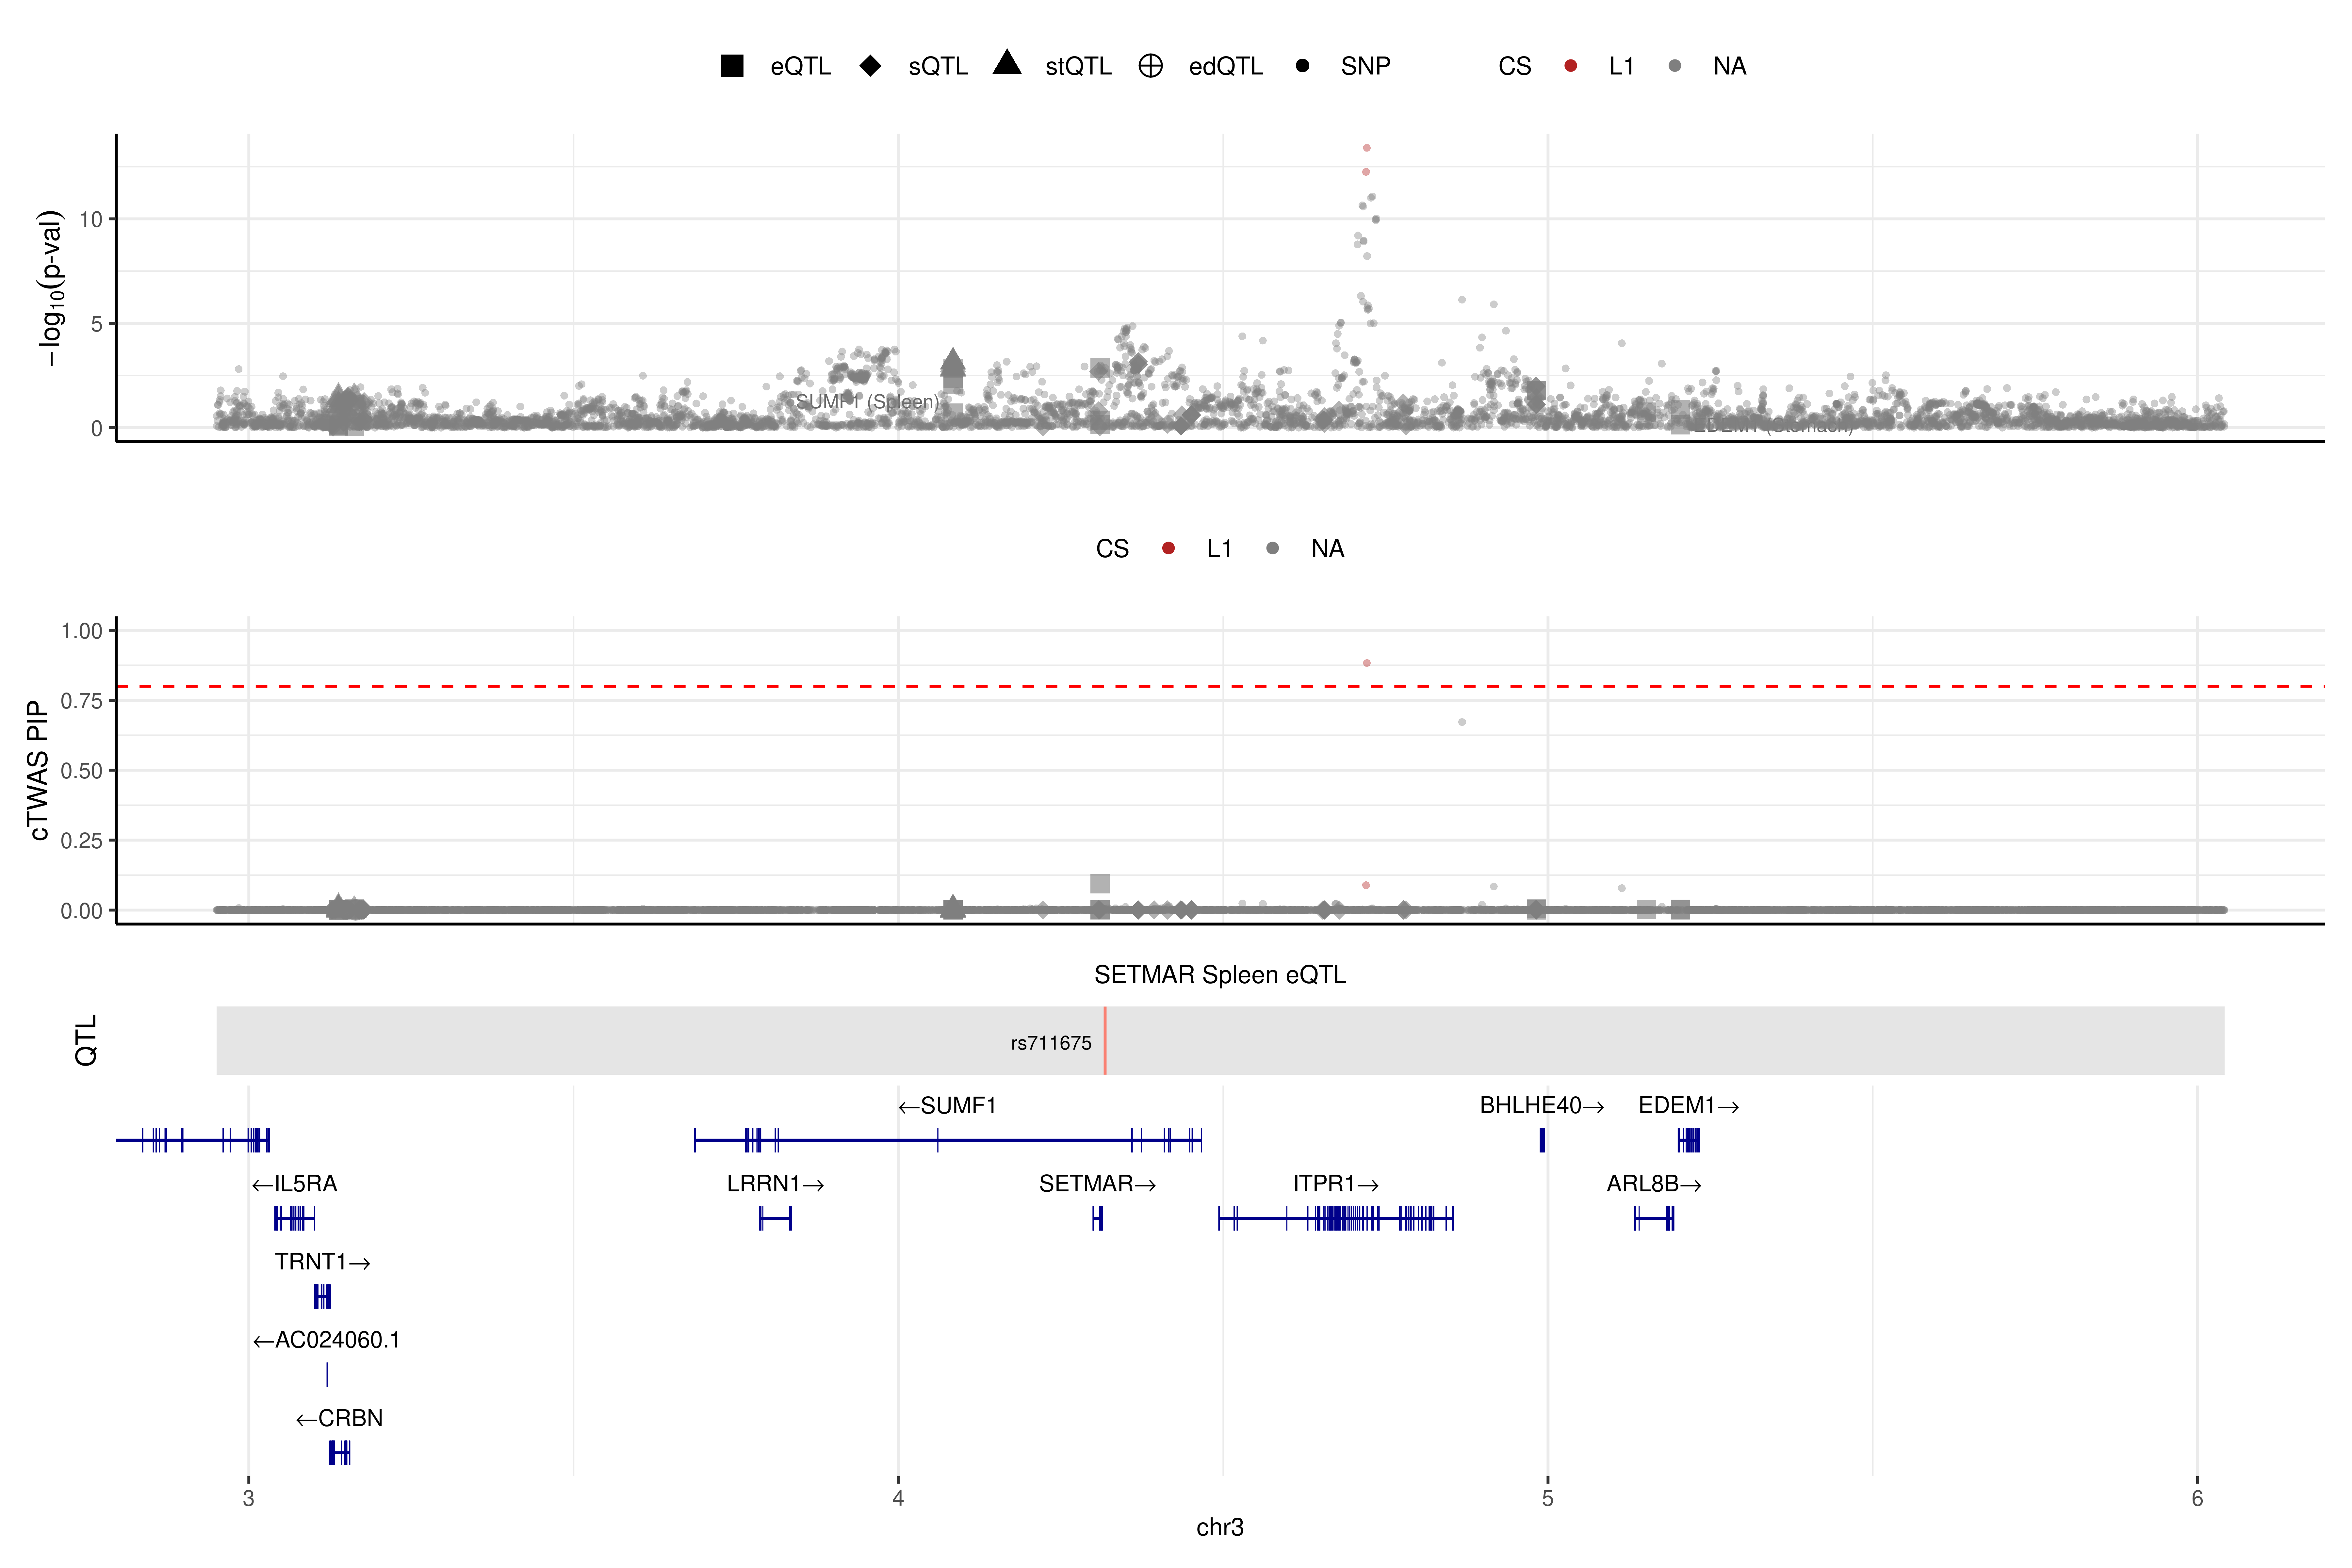 eQTL sQTL stQTL edQTL SNP CS L1 NA
−log10(p-val)
10
5
0
SUMF1 (Spleen)
EDEM1 (Stomach)
CS L1 NA
cTWAS PIP
1.00
0.75
0.50
0.25
0.00
SETMAR Spleen eQTL
QTL
rs711675
←SUMF1 BHLHE40→ EDEM1→
←IL5RA LRRN1→ SETMAR→ ITPR1→ ARL8B→
TRNT1→
←AC024060.1
←CRBN
3 4 5 6
chr3